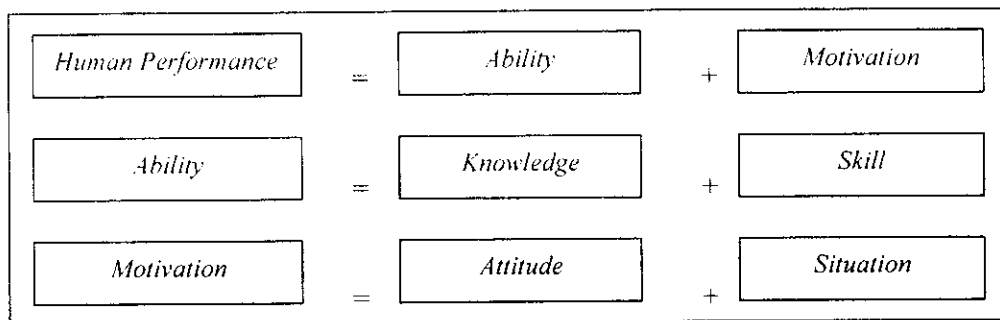 Human Performance = Ability + Motivation
Ability = Knowledge + Skill
Motivation = Attitude + Situation